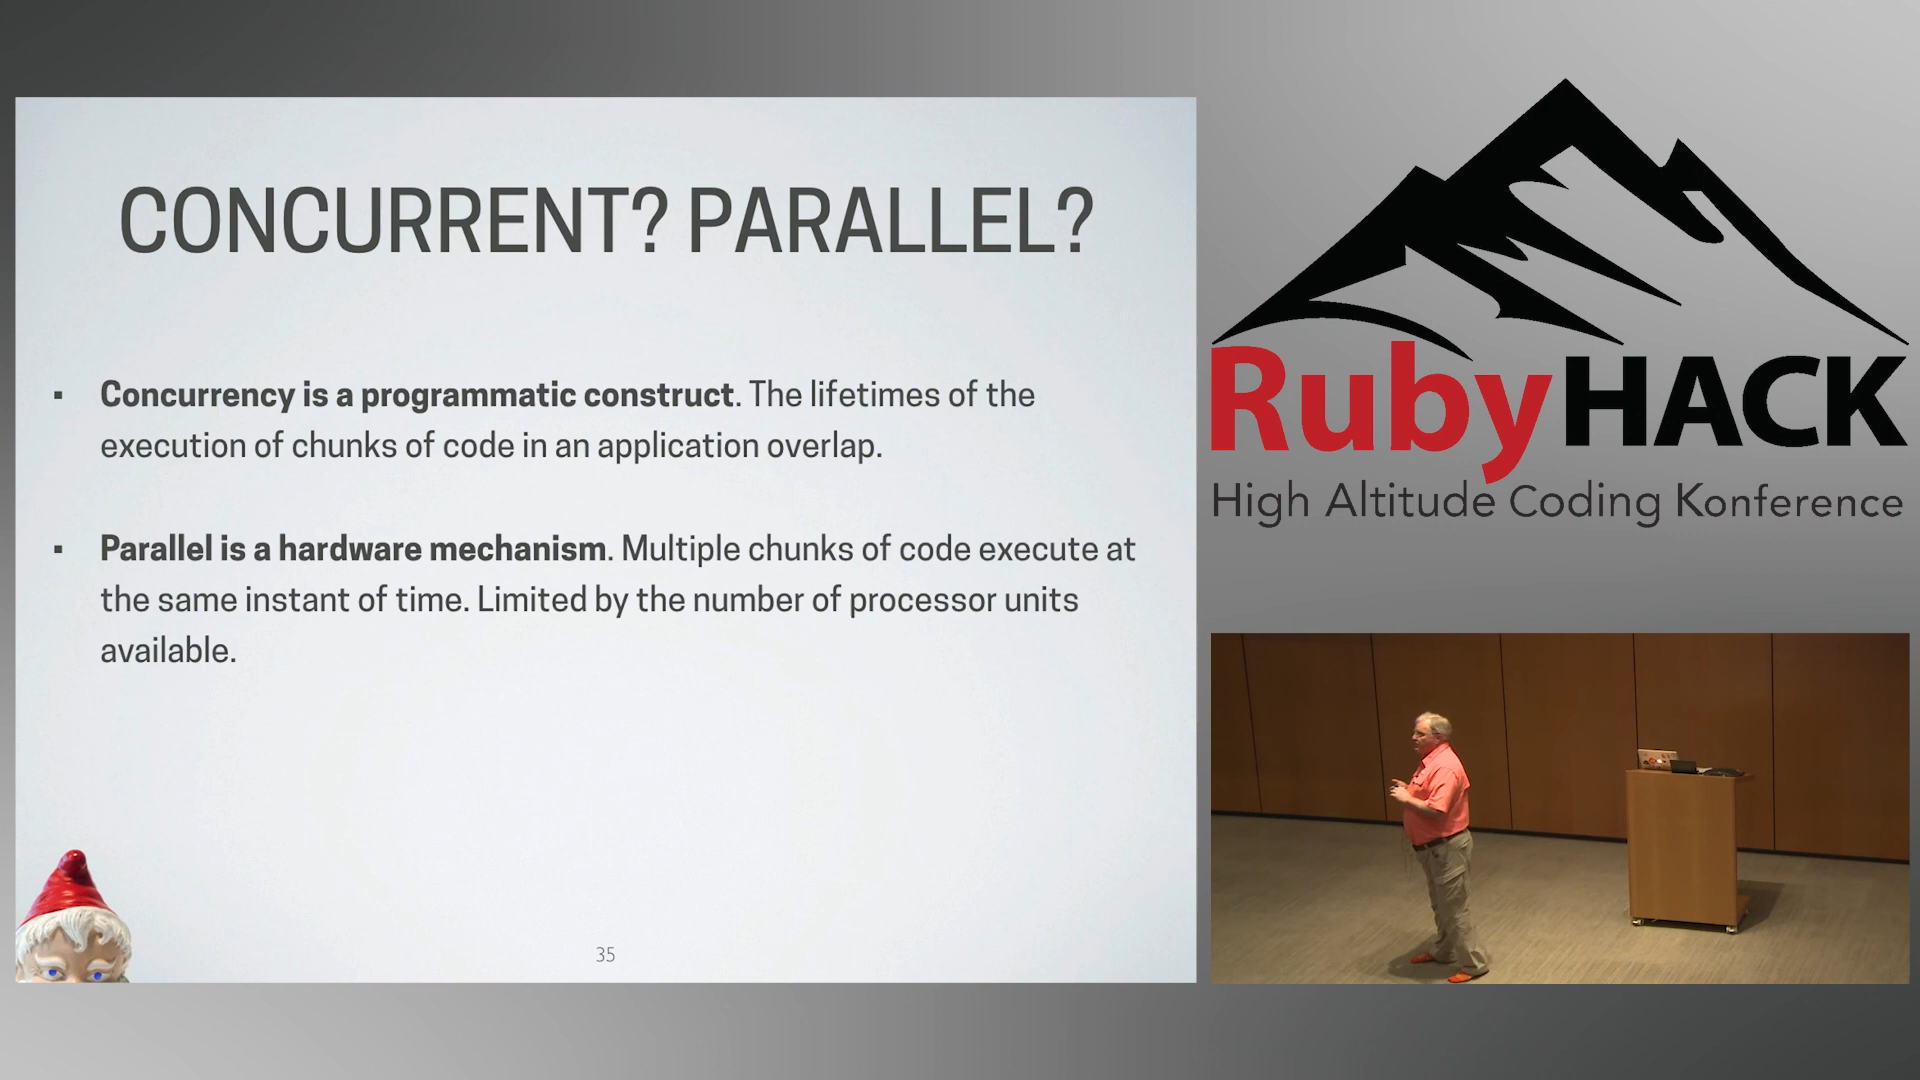 CONCURRENT? PARALLEL?
▪ Concurrency is a programmatic construct. The lifetimes of the
execution of chunks of code in an application overlap.
▪ Parallel is a hardware mechanism. Multiple chunks of code execute at
the same instant of time. Limited by the number of processor units
available.
35
RubyHACK
High Altitude Coding Konference